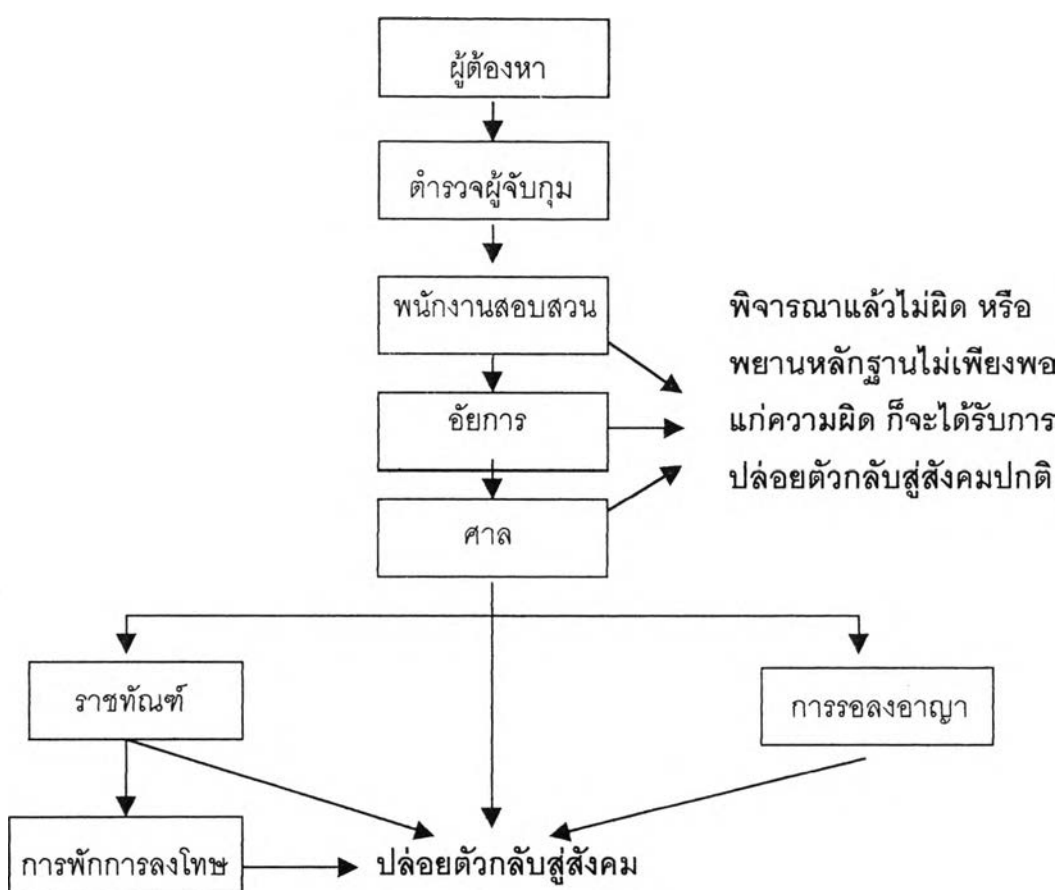 ผู้ต้องหา
ตำรวจผู้จับกุม
พนักงานสอบสวน
พิจารณาแล้วไม่ผิด หรือ
พยานหลักฐานไม่เพียงพอ
อัยการ
แก่ความผิด ก็จะได้รับการ
ปล่อยตัวกลับสู่สังคมปกติ
ศาล
ราชทัณฑ์
การรอลงอาญา
การพักการลงโทษ
ปล่อยตัวกลับสู่สังคม